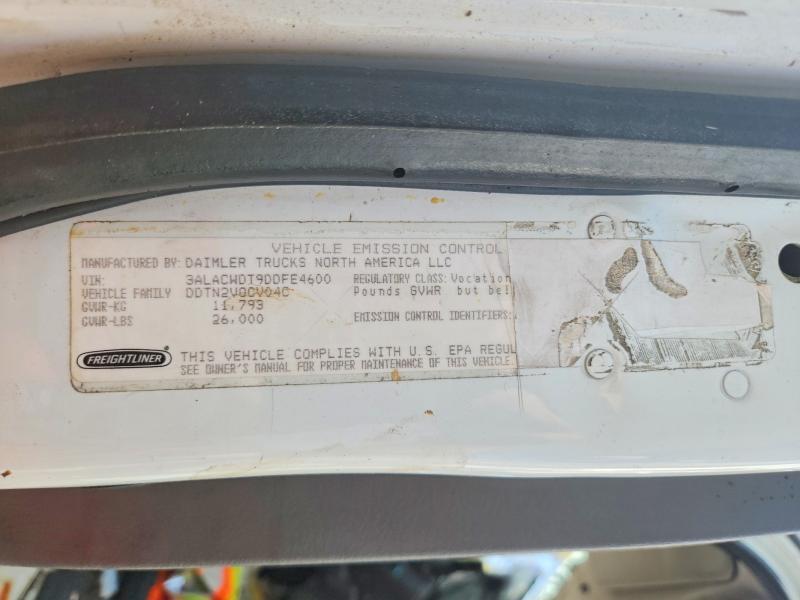 VEHICLE EMISSION CONTROL
MANUFACTURED BY: DAIMLER TRUCKS NORTH AMERICA LLC
VIN: 3ALACWDT9DDFE4600 REGULATORY CLASS: Vocation
VEHICLE FAMILY DDTN2VOCV04C Pounds GVWR but bel
GVWR-KG 11,793
GVWR-LBS 26,000 EMISSION CONTROL IDENTIFIERS:
FREIGHTLINER
THIS VEHICLE COMPLIES WITH U.S. EPA REGUL
SEE OWNER'S MANUAL FOR PROPER MAINTENANCE OF THIS VEHICLE